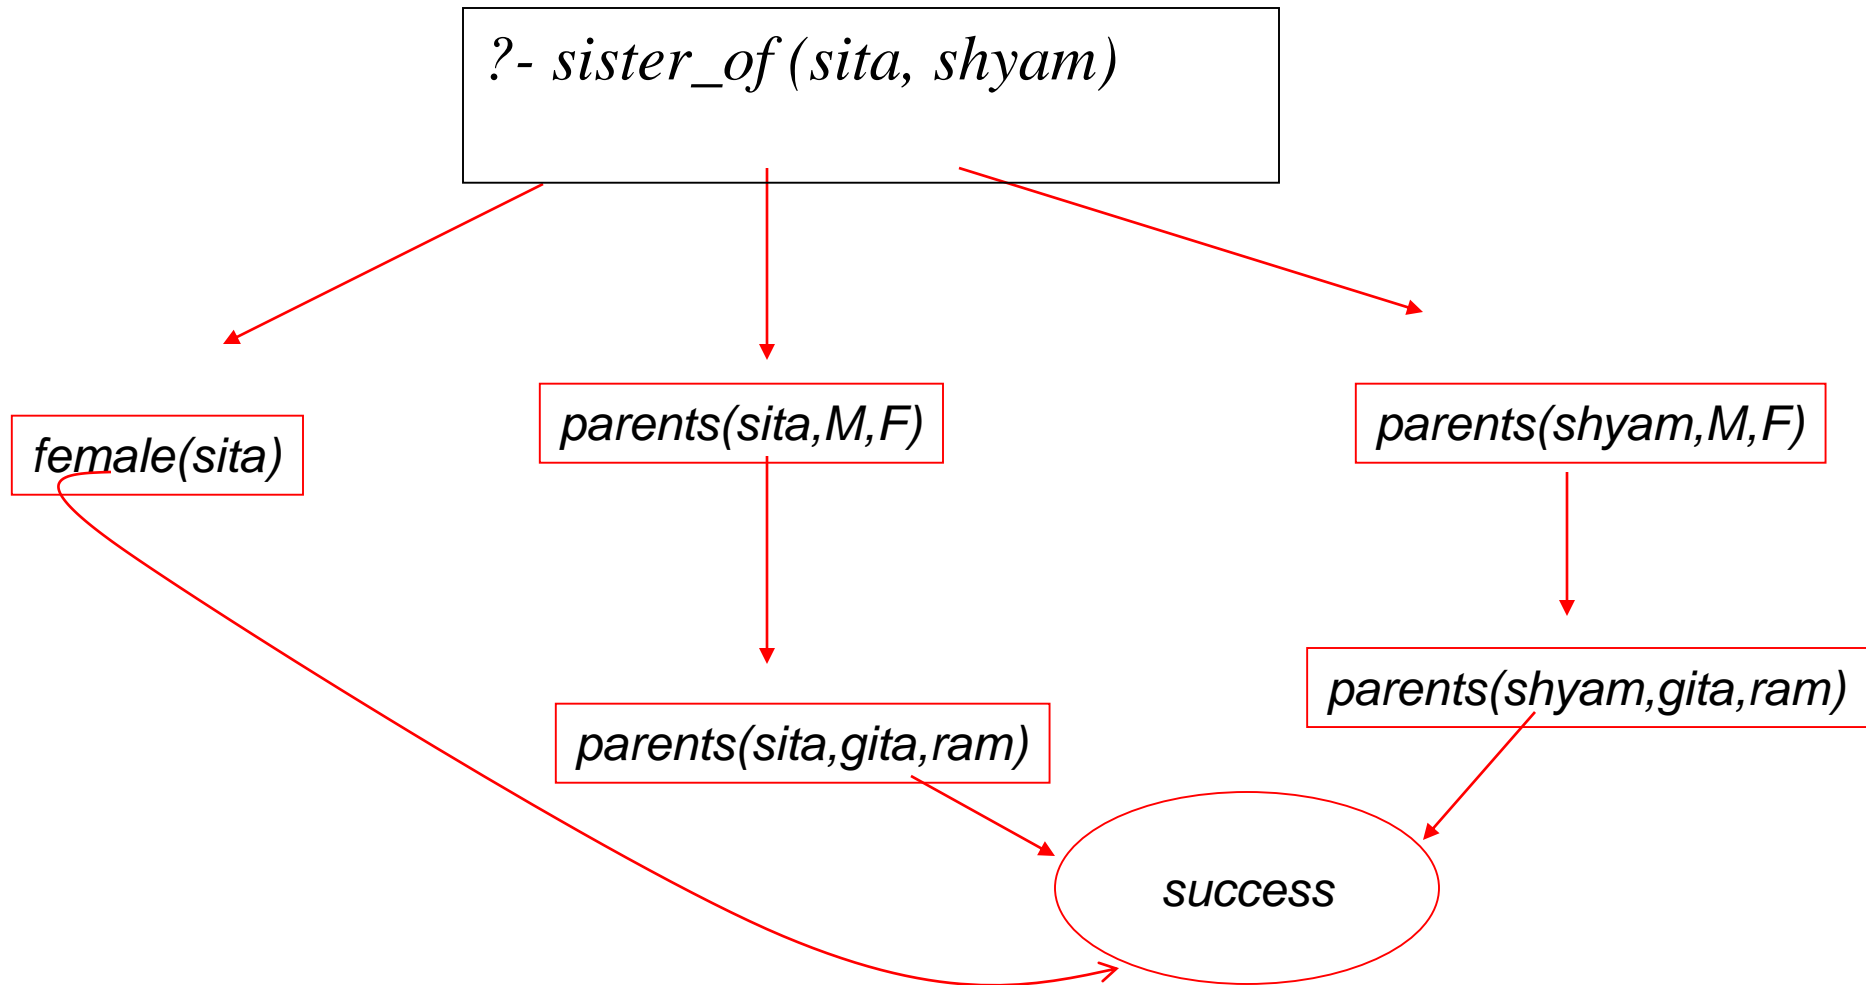 ?- sister_of (sita, shyam)
female(sita)
parents(sita,M,F)
parents(shyam,M,F)
parents(sita,gita,ram)
parents(shyam,gita,ram)
success